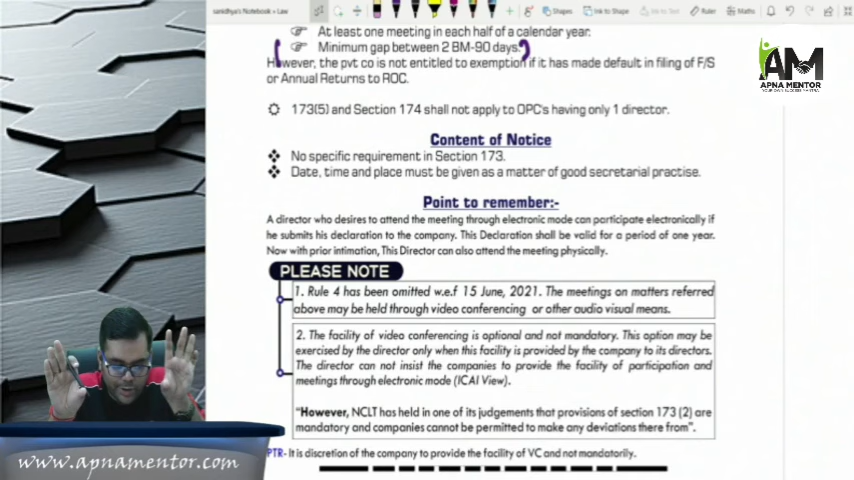 sanidhya's Notebook > Law
Shapes
Ink to Shape
Ruler
Maths
☞ At least one meeting in each half of a calendar year.
☞ Minimum gap between 2 BM-90 days.
However, the pvt co is not entitled to exemption if it has made default in filing of F/S
or Annual Returns to ROC.
173(5) and Section 174 shall not apply to OPC's having only 1 director.
Content of Notice
❖ No specific requirement in Section 173.
❖ Date, time and place must be given as a matter of good secretarial practise.
Point to remember:-
A director who desires to attend the meeting through electronic mode can participate electronically if
he submits his declaration to the company. This Declaration shall be valid for a period of one year.
Now with prior intimation, This Director can also attend the meeting physically.
PLEASE NOTE
1. Rule 4 has been omitted w.e.f 15 June, 2021. The meetings on matters referred
above may be held through video conferencing or other audio visual means.
2. The facility of video conferencing is optional and not mandatory. This option may be
exercised by the director only when this facility is provided by the company to its directors.
The director can not insist the companies to provide the facility of participation and
meetings through electronic mode (ICAI View).
"However, NCLT has held in one of its judgements that provisions of section 173 (2) are
mandatory and companies cannot be permitted to make any deviations there from".
PTR- It is discretion of the company to provide the facility of VC and not mandatorily.
AM
APNA MENTOR
www.apnamentor.com